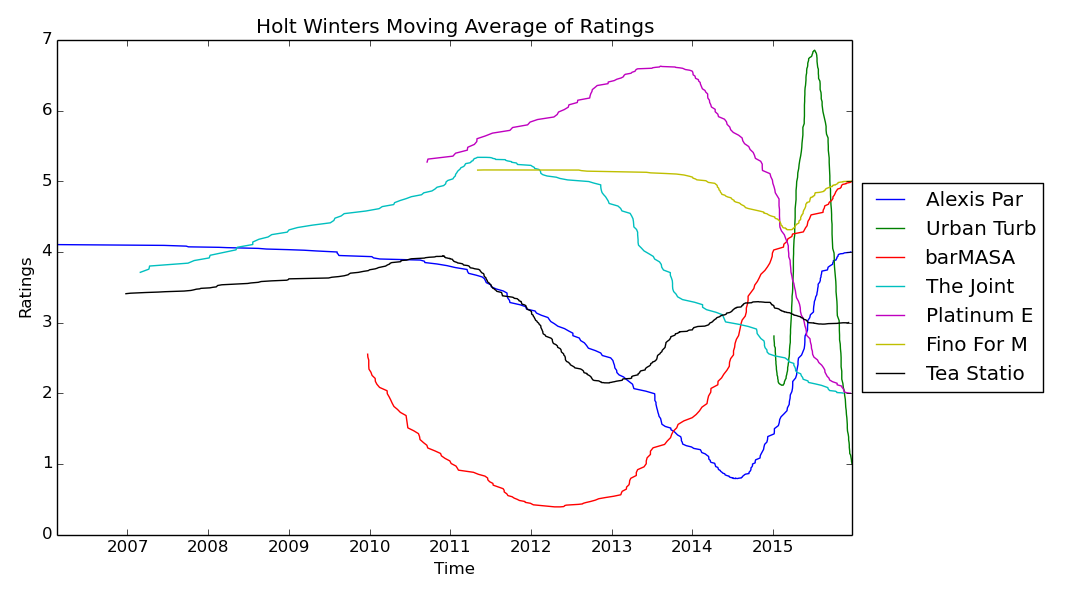 Holt Winters Moving Average of Ratings
7
6
5
4
3
2
1
0
Ratings
2007 2008 2009 2010 2011 2012 2013 2014 2015
Time
Alexis Par
Urban Turb
barMASA
The Joint
Platinum E
Fino For M
Tea Statio